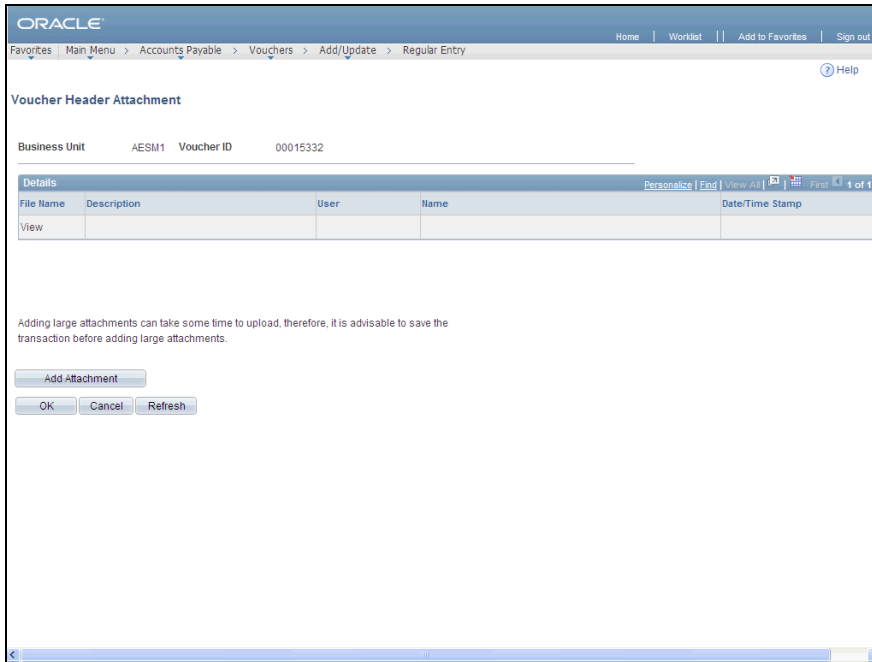 ORACLE
Home | Worklist || Add to Favorites | Sign out
Favorites | Main Menu > Accounts Payable > Vouchers > Add/Update > Regular Entry
? Help
Voucher Header Attachment
Business Unit AESM1 Voucher ID 00015332
Details Personalize | Find | View All | | First 1 of 1
File Name Description User Name Date/Time Stamp
View
Adding large attachments can take some time to upload, therefore, it is advisable to save the
transaction before adding large attachments.
Add Attachment
OK Cancel Refresh